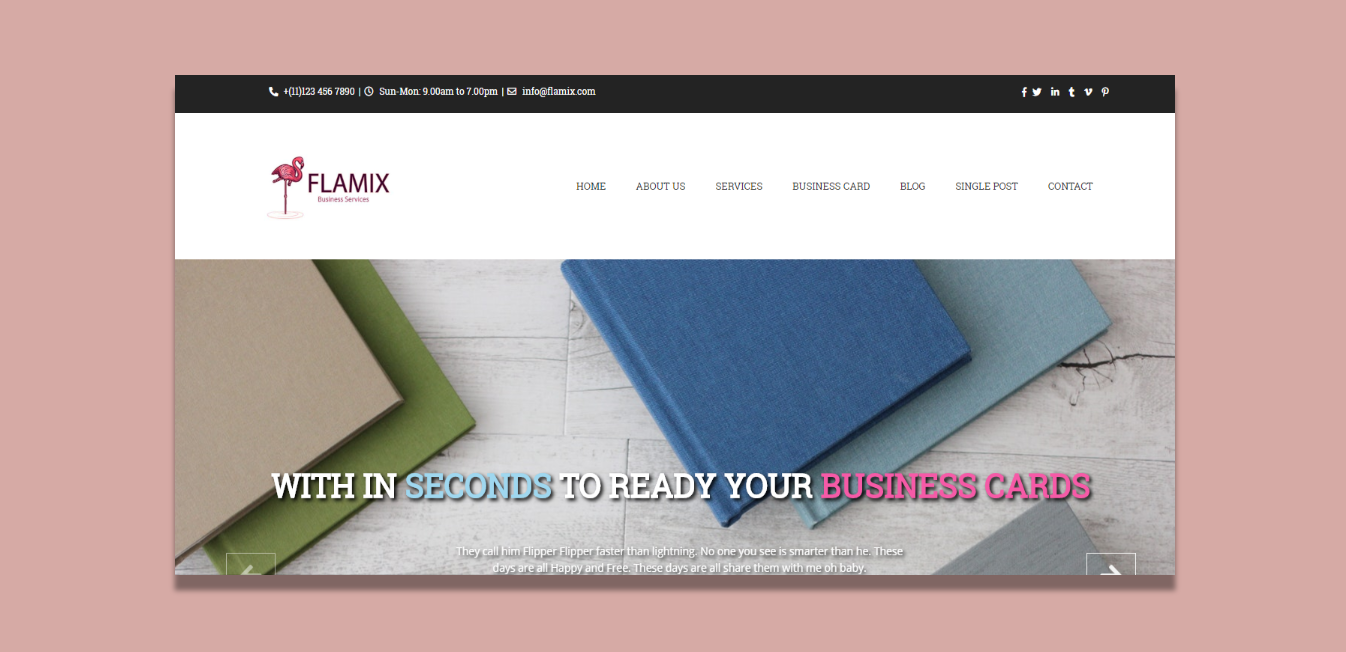 +(11)123 456 7890 | Sun-Mon: 9.00am to 7.00pm | info@flamix.com
FLAMIX
Business Services
HOME ABOUT US SERVICES BUSINESS CARD BLOG SINGLE POST CONTACT
WITH IN SECONDS TO READY YOUR BUSINESS CARDS
They call him Flipper Flipper faster than lightning. No one you see is smarter than he. These
days are all Happy and Free. These days are all share them with me oh baby.